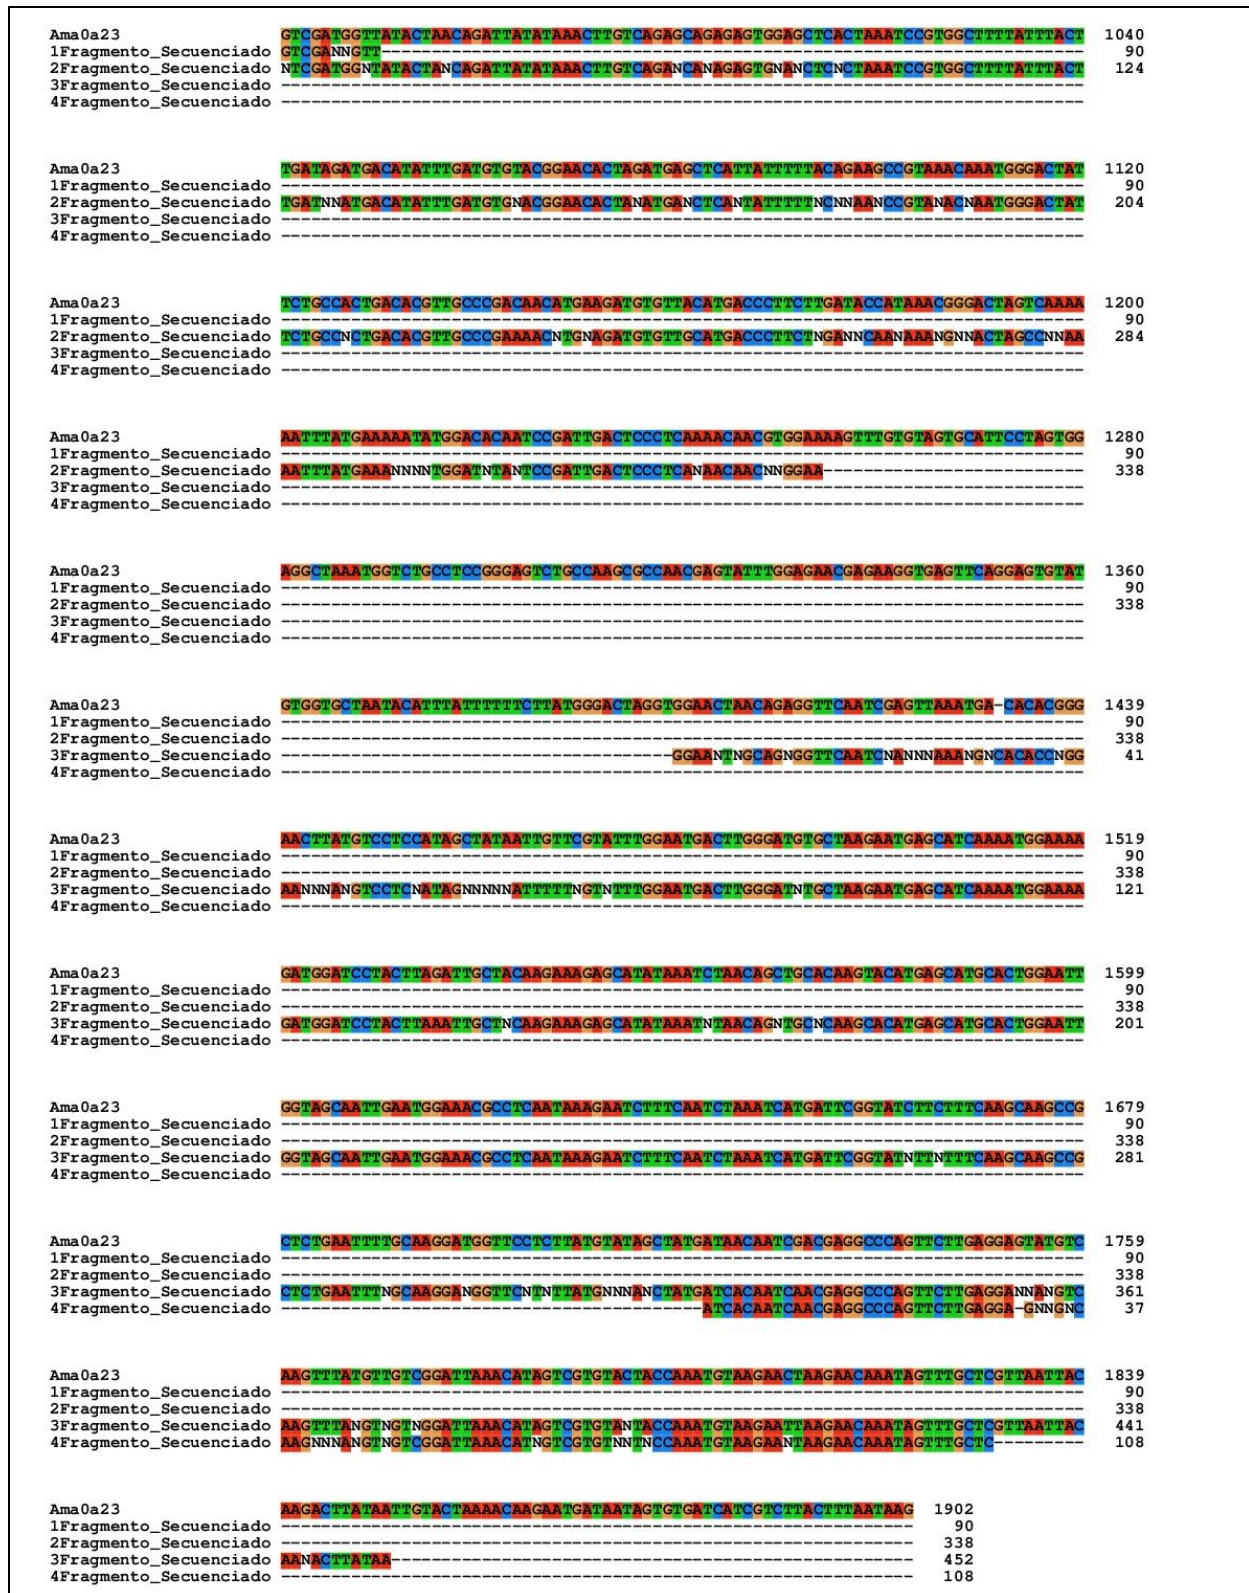 Ama0a23 GTCGATGGTTATACTAACAGATTATATAAACTTGTCAGAGCAGAGAGTGGAGCTCACTAAATCCGTGGCTTTTATTTACT 1040
1Fragmento_Secuenciado GTCGANNGTT---------------------------------------------------------------------- 90
2Fragmento_Secuenciado NTCGATGGNTATACTANCAGATTATATAAACTTGTCAGANCANAGAGTGNANCTCNCTAAATCCGTGGCTTTTATTTACT 124
3Fragmento_Secuenciado --------------------------------------------------------------------------------
4Fragmento_Secuenciado --------------------------------------------------------------------------------
Ama0a23 TGATAGATGACATATTTGATGTGTACGGAACACTAGATGAGCTCATTATTTTTACAGAAGCCGTAAACAAATGGGACTAT 1120
1Fragmento_Secuenciado -------------------------------------------------------------------------------- 90
2Fragmento_Secuenciado TGATNNATGACATATTTGATGTGNACGGAACACTANATGANCTCANTATTTTTNCNNAANCCGTANACNAATGGGACTAT 204
3Fragmento_Secuenciado --------------------------------------------------------------------------------
4Fragmento_Secuenciado --------------------------------------------------------------------------------
Ama0a23 TCTGCCACTGACACGTTGCCCGACAACATGAAGATGTGTTACATGACCCTTCTTGATACCATAAACGGGACTAGTCAAAA 1200
1Fragmento_Secuenciado -------------------------------------------------------------------------------- 90
2Fragmento_Secuenciado TCTGCCNCTGACACGTTGCCCGAAAACNTGNAGATGTGTTGCATGACCCTTCTNGANNCAANAAANGNNACTAGCCNNAA 284
3Fragmento_Secuenciado --------------------------------------------------------------------------------
4Fragmento_Secuenciado --------------------------------------------------------------------------------
Ama0a23 AATTTATGAAAAATATGGACACAATCCGATTGACTCCCTCAAAACAACGTGGAAAAGTTTGTGTAGTGCATTCCTAGTGG 1280
1Fragmento_Secuenciado -------------------------------------------------------------------------------- 90
2Fragmento_Secuenciado AATTTATGAAANNNNTGGATNTANTCCGATTGACTCCCTCANAACAACNNGGAA-------------------------- 338
3Fragmento_Secuenciado --------------------------------------------------------------------------------
4Fragmento_Secuenciado --------------------------------------------------------------------------------
Ama0a23 AGGCTAAATGGTCTGCCTCCGGGAGTCTGCCAAGCGCCAACGAGTATTTGGAGAACGAGAAGGTGAGTTCAGGAGTGTAT 1360
1Fragmento_Secuenciado -------------------------------------------------------------------------------- 90
2Fragmento_Secuenciado -------------------------------------------------------------------------------- 338
3Fragmento_Secuenciado --------------------------------------------------------------------------------
4Fragmento_Secuenciado --------------------------------------------------------------------------------
Ama0a23 GTGGTGCTAATACATTTATTTTTTCTTATGGGACTAGGTGGAACTAACAGAGGTTCAATCGAGTTAAATGA-CACACGGG 1439
1Fragmento_Secuenciado -------------------------------------------------------------------------------- 90
2Fragmento_Secuenciado -------------------------------------------------------------------------------- 338
3Fragmento_Secuenciado ---------------------------------------GGAANTNGCAGNGGTTCAATCNANNNAAANGNCACACCNGG 41
4Fragmento_Secuenciado --------------------------------------------------------------------------------
Ama0a23 AACTTATGTCCTCCATAGCTATAATTGTTCGTATTTGGAATGACTTGGGATGTGCTAAGAATGAGCATCAAAATGGAAAA 1519
1Fragmento_Secuenciado -------------------------------------------------------------------------------- 90
2Fragmento_Secuenciado -------------------------------------------------------------------------------- 338
3Fragmento_Secuenciado AANNNANGTCCTCNATAGNNNNNATTTTTNGTNTTTGGAATGACTTGGGATNTGCTAAGAATGAGCATCAAAATGGAAAA 121
4Fragmento_Secuenciado --------------------------------------------------------------------------------
Ama0a23 GATGGATCCTACTTAGATTGCTACAAGAAAGAGCATATAAATCTAACAGCTGCACAAGTACATGAGCATGCACTGGAATT 1599
1Fragmento_Secuenciado -------------------------------------------------------------------------------- 90
2Fragmento_Secuenciado -------------------------------------------------------------------------------- 338
3Fragmento_Secuenciado GATGGATCCTACTTAAATTGCTNCAAGAAAGAGCATATAAATNTAACAGNTGCNCAAGCACATGAGCATGCACTGGAATT 201
4Fragmento_Secuenciado --------------------------------------------------------------------------------
Ama0a23 GGTAGCAATTGAATGGAAACGCCTCAATAAAGAATCTTTCAATCTAAATCATGATTCGGTATCTTCTTTCAAGCAAGCCG 1679
1Fragmento_Secuenciado -------------------------------------------------------------------------------- 90
2Fragmento_Secuenciado -------------------------------------------------------------------------------- 338
3Fragmento_Secuenciado GGTAGCAATTGAATGGAAACGCCTCAATAAAGAATCTTTCAATCTAAATCATGATTCGGTATNTTNTTTCAAGCAAGCCG 281
4Fragmento_Secuenciado --------------------------------------------------------------------------------
Ama0a23 CTCTGAATTTTGCAAGGATGGTTCCTCTTATGTATAGCTATGATAACAATCGACGAGGCCCAGTTCTTGAGGAGTATGTC 1759
1Fragmento_Secuenciado -------------------------------------------------------------------------------- 90
2Fragmento_Secuenciado -------------------------------------------------------------------------------- 338
3Fragmento_Secuenciado CTCTGAATTTNGCAAGGANGGTTCNTNTTATGNNNANCTATGATCACAATCAACGAGGCCCAGTTCTTGAGGANNANGTC 361
4Fragmento_Secuenciado ------------------------------------------ATCACAATCAACGAGGCCCAGTTCTTGAGGA-GNNGNC 37
Ama0a23 AAGTTTATGTTGTCGGATTAAACATAGTCGTGTACTACCAAATGTAAGAACTAAGAACAAATAGTTTGCTCGTTAATTAC 1839
1Fragmento_Secuenciado -------------------------------------------------------------------------------- 90
2Fragmento_Secuenciado -------------------------------------------------------------------------------- 338
3Fragmento_Secuenciado AAGTTTANGTNGTNGGATTAAACATAGTCGTGTANTACCAAATGTAAGAATTAAGAACAAATAGTTTGCTCGTTAATTAC 441
4Fragmento_Secuenciado AAGNNNANGTNGTCGGATTAAACATNGTCGTGTNNTNCCAAATGTAAGAANTAAGAACAAATAGTTTGCTC--------- 108
Ama0a23 AAGACTTATAATTGTACTAAAACAAGAATGATAATAGTGTGATCATCGTCTTACTTTAATAAG 1902
1Fragmento_Secuenciado --------------------------------------------------------------- 90
2Fragmento_Secuenciado --------------------------------------------------------------- 338
3Fragmento_Secuenciado AANACTTATAA---------------------------------------------------- 452
4Fragmento_Secuenciado --------------------------------------------------------------- 108